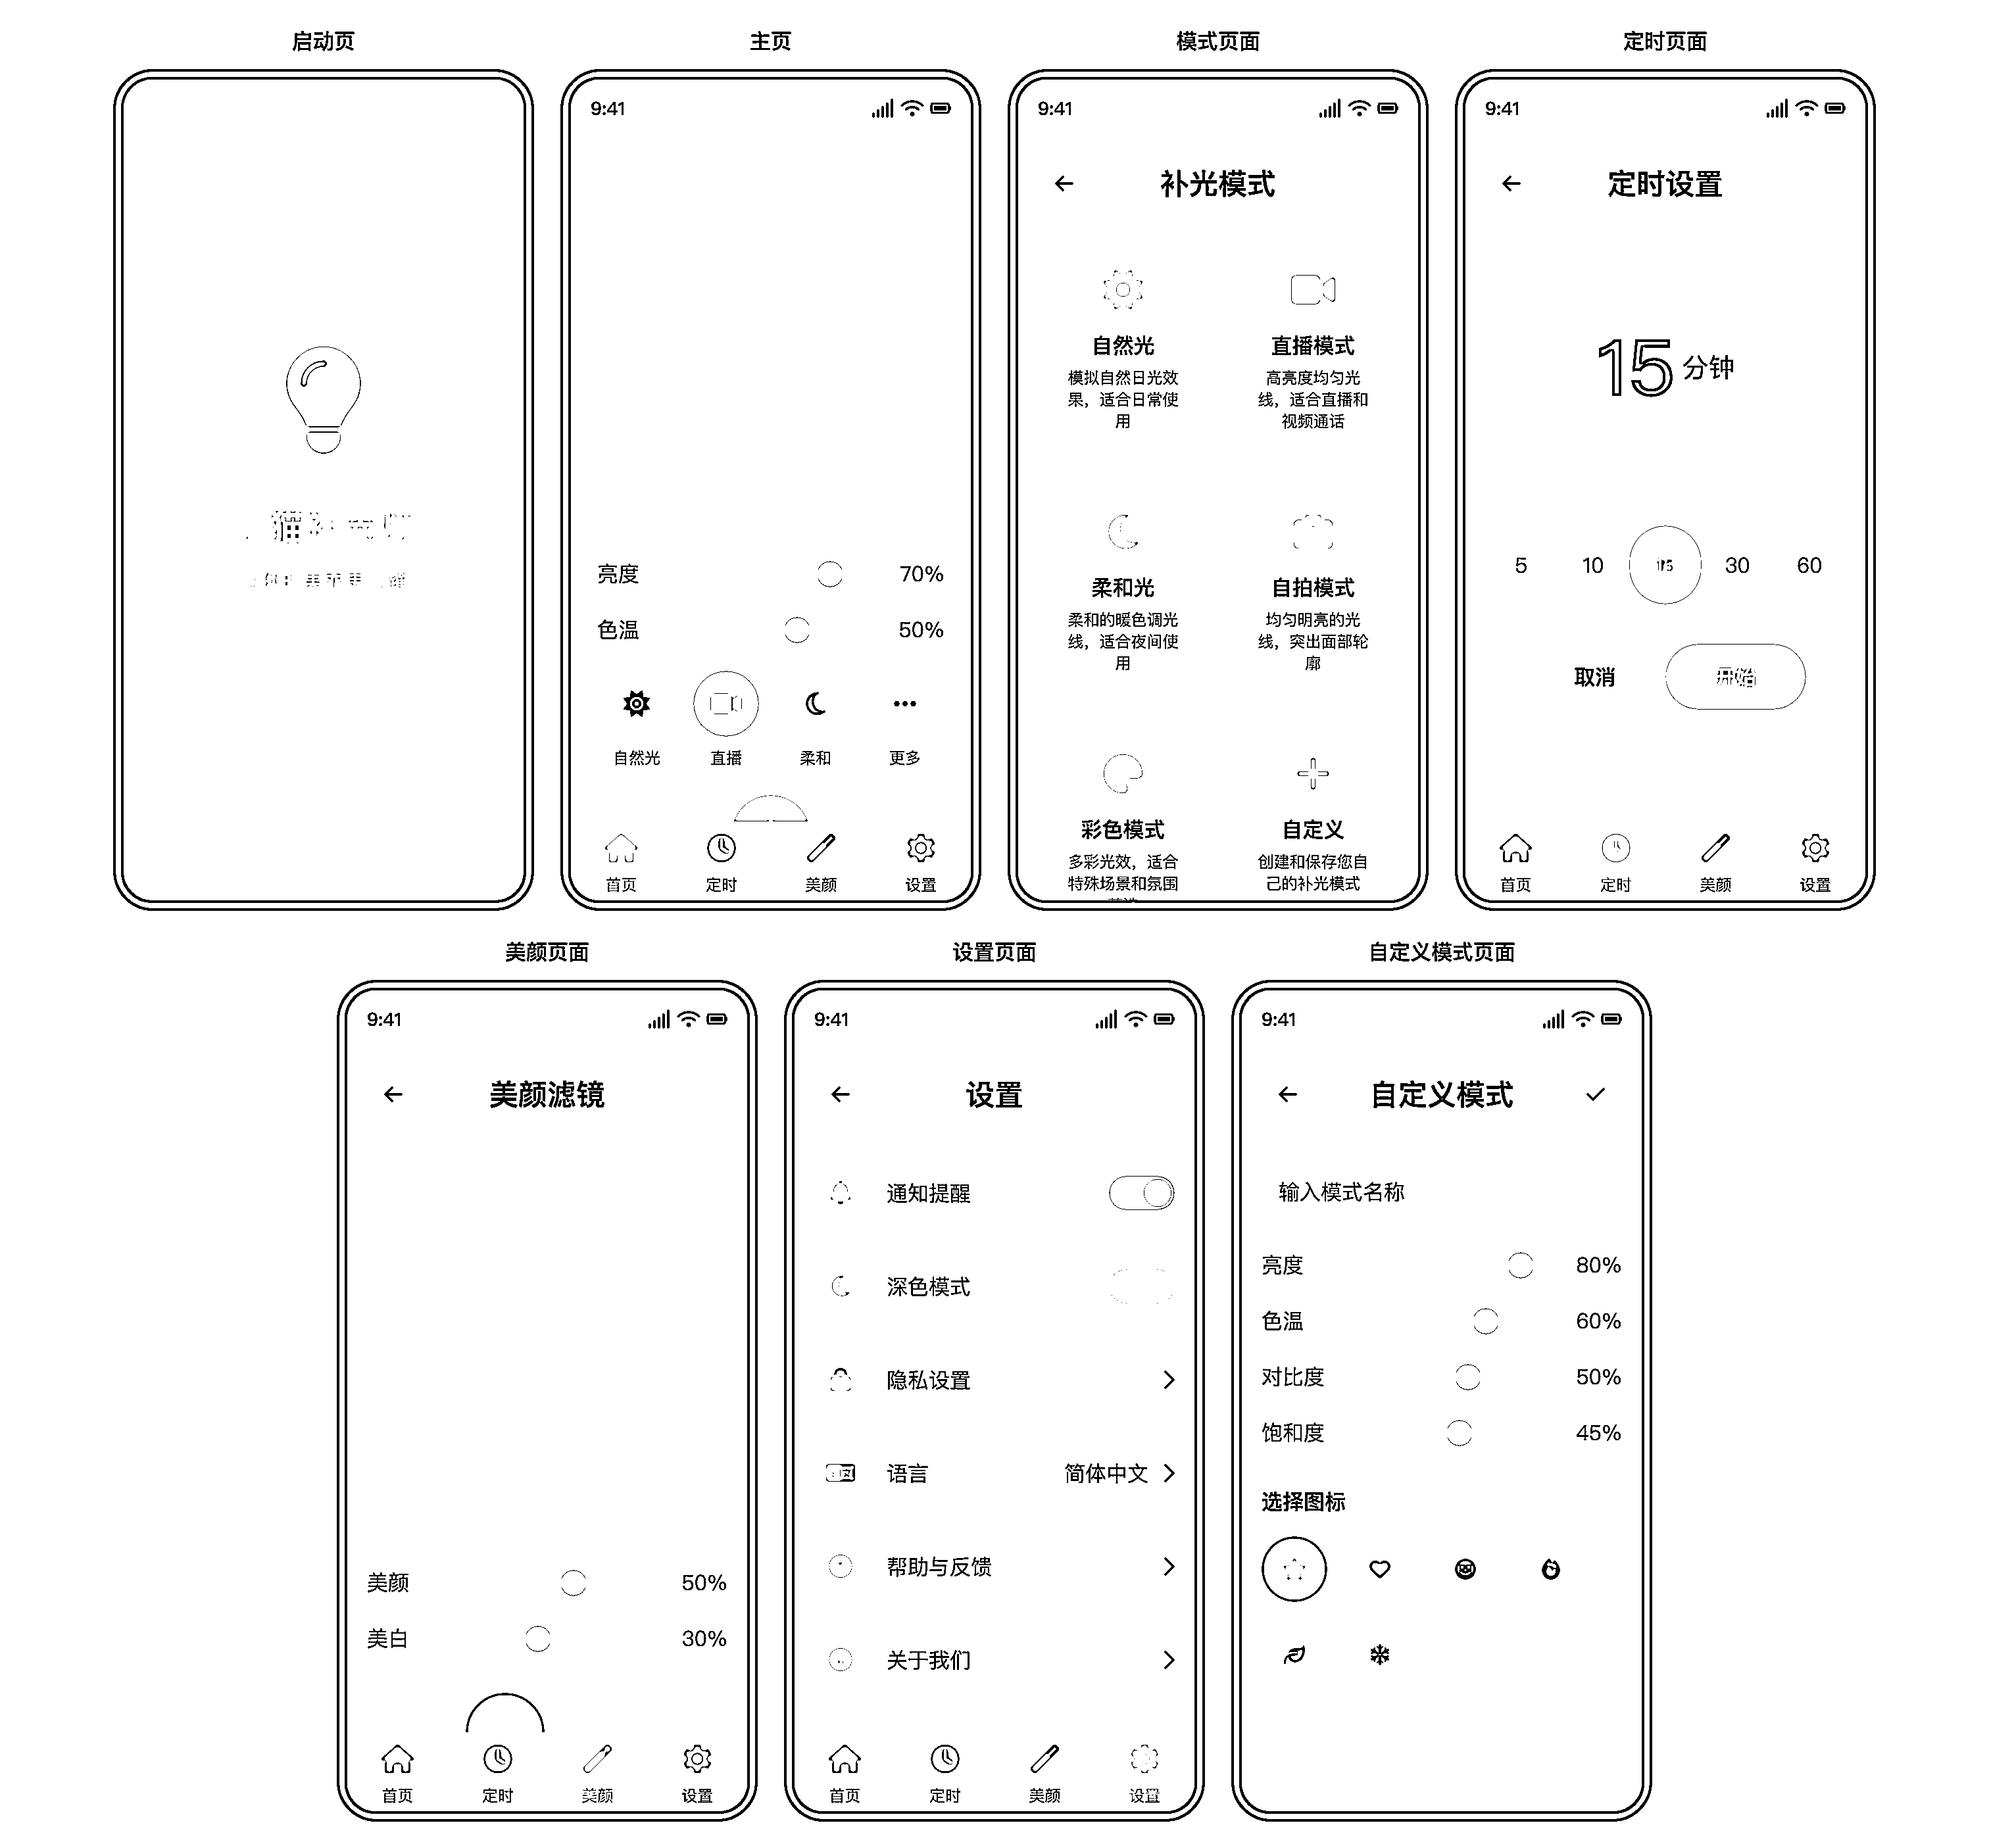 启动页
主页
模式页面
定时页面
9:41
亮度
70%
色温
50%
自然光
直播
柔和
更多
首页
定时
美颜
设置
9:41
补光模式
自然光
模拟自然日光效
果，适合日常使
用
直播模式
高亮度均匀光
线，适合直播和
视频通话
柔和光
柔和的暖色调光
线，适合夜间使
用
自拍模式
均匀明亮的光
线，突出面部轮
廓
彩色模式
多彩光效，适合
特殊场景和氛围
自定义
创建和保存您自
己的补光模式
9:41
定时设置
15 分钟
5
10
15
30
60
取消
开始
首页
定时
美颜
设置
美颜页面
设置页面
自定义模式页面
9:41
美颜滤镜
美颜
50%
美白
30%
首页
定时
美颜
设置
9:41
设置
通知提醒
深色模式
隐私设置
语言
简体中文
帮助与反馈
关于我们
首页
定时
美颜
设置
9:41
自定义模式
输入模式名称
亮度
80%
色温
60%
对比度
50%
饱和度
45%
选择图标